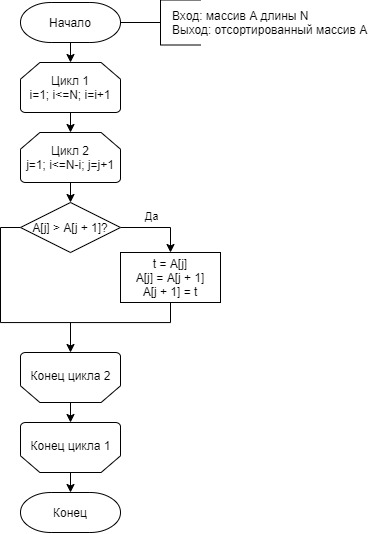 Начало
Вход: массив A длины N
Выход: отсортированный массив A
Цикл 1
i=1; i<=N; i=i+1
Цикл 2
j=1; i<=N-i; j=j+1
A[j] > A[j + 1]?
Да
t = A[j]
A[j] = A[j + 1]
A[j + 1] = t
Конец цикла 2
Конец цикла 1
Конец